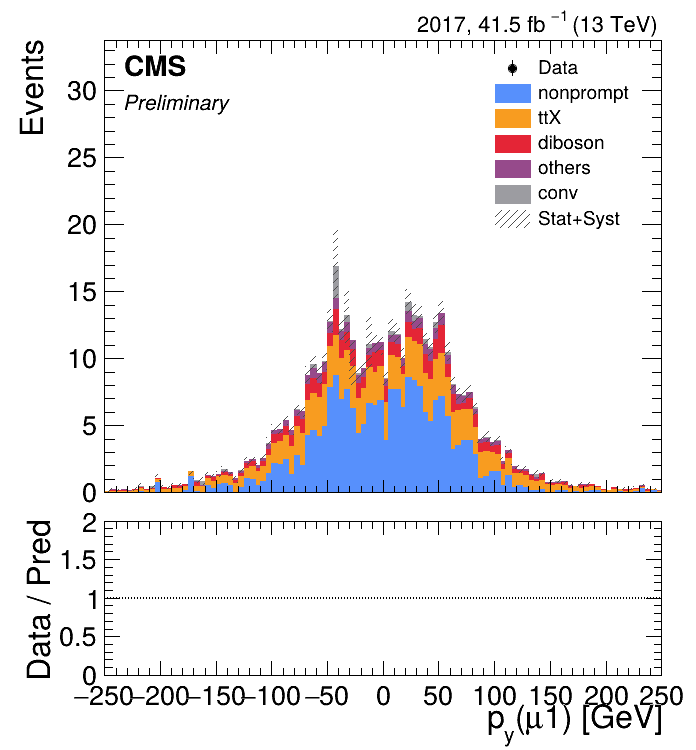 2017, 41.5 fb⁻¹ (13 TeV)
CMS
Preliminary
Data
nonprompt
ttX
diboson
others
conv
Stat+Syst
Events
30
25
20
15
10
5
0
Data / Pred
2
1.5
1
0.5
0
−250 −200 −150 −100 −50 0 50 100 150 200 250
p_y(μ1) [GeV]